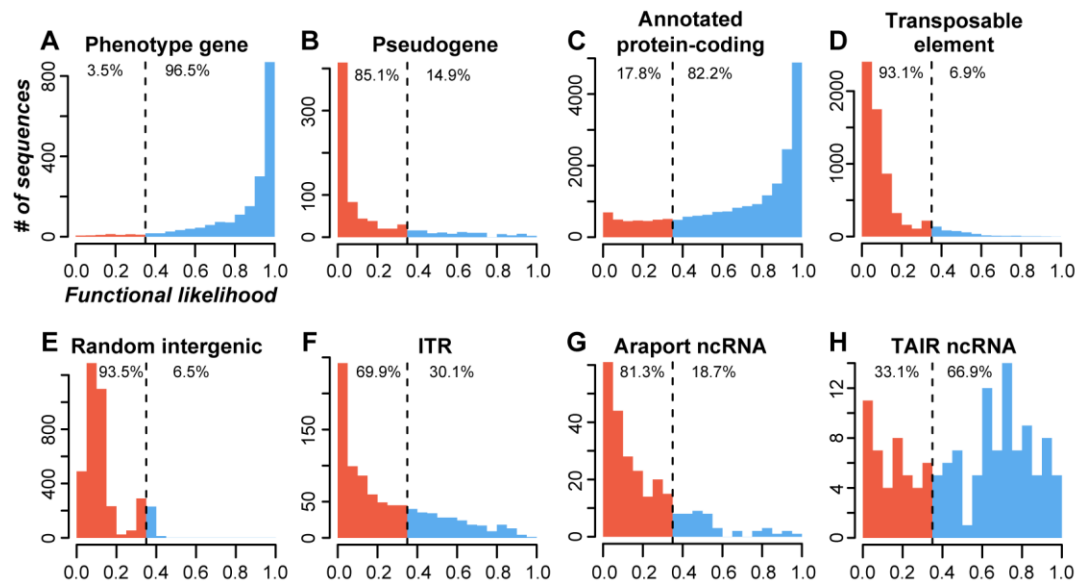 A Phenotype gene
3.5% 96.5%
800
400
0
# of sequences
0.0 0.2 0.4 0.6 0.8 1.0
Functional likelihood
B Pseudogene
85.1% 14.9%
300
100
0
0.0 0.2 0.4 0.6 0.8 1.0
C Annotated
protein-coding
17.8% 82.2%
4000
2000
0
0.0 0.2 0.4 0.6 0.8 1.0
D Transposable
element
93.1% 6.9%
2000
1000
0
0.0 0.2 0.4 0.6 0.8 1.0
E Random intergenic
93.5% 6.5%
800
400
0
0.0 0.2 0.4 0.6 0.8 1.0
F ITR
69.9% 30.1%
150
50
0
0.0 0.2 0.4 0.6 0.8 1.0
G Araport ncRNA
81.3% 18.7%
40
20
0
0.0 0.2 0.4 0.6 0.8 1.0
H TAIR ncRNA
33.1% 66.9%
12
8
4
0
0.0 0.2 0.4 0.6 0.8 1.0